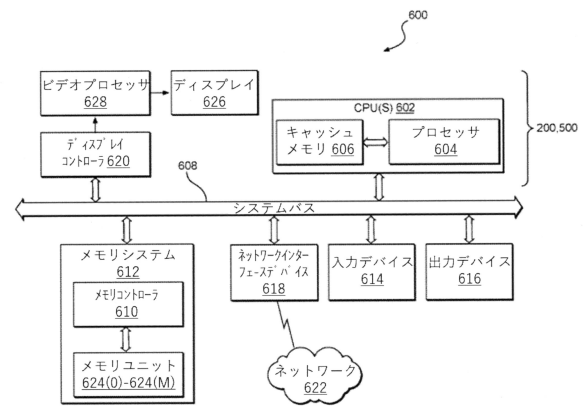 600
ビデオプロセッサ
628
ディスプレイ
626
CPU(S) 602
キャッシュ
メモリ 606
プロセッサ
604
200,500
ディスプレイ
コントローラ 620
608
システムバス
メモリシステム
612
メモリコントローラ
610
メモリユニット
624(0)-624(M)
ネットワークインター
フェースデバイス
618
入力デバイス
614
出力デバイス
616
ネットワーク
622